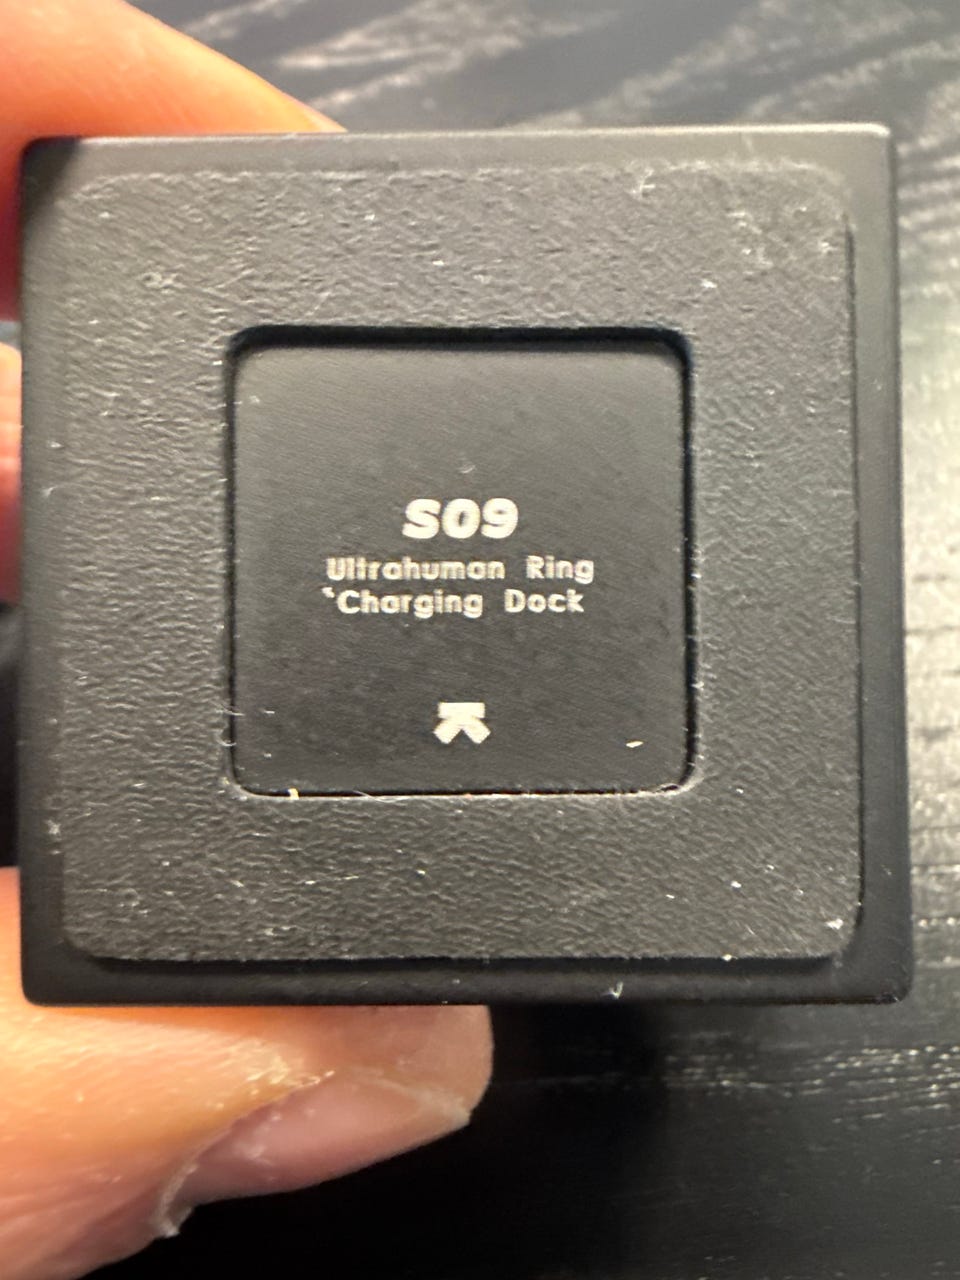 S09
Ultrahuman Ring
Charging Dock